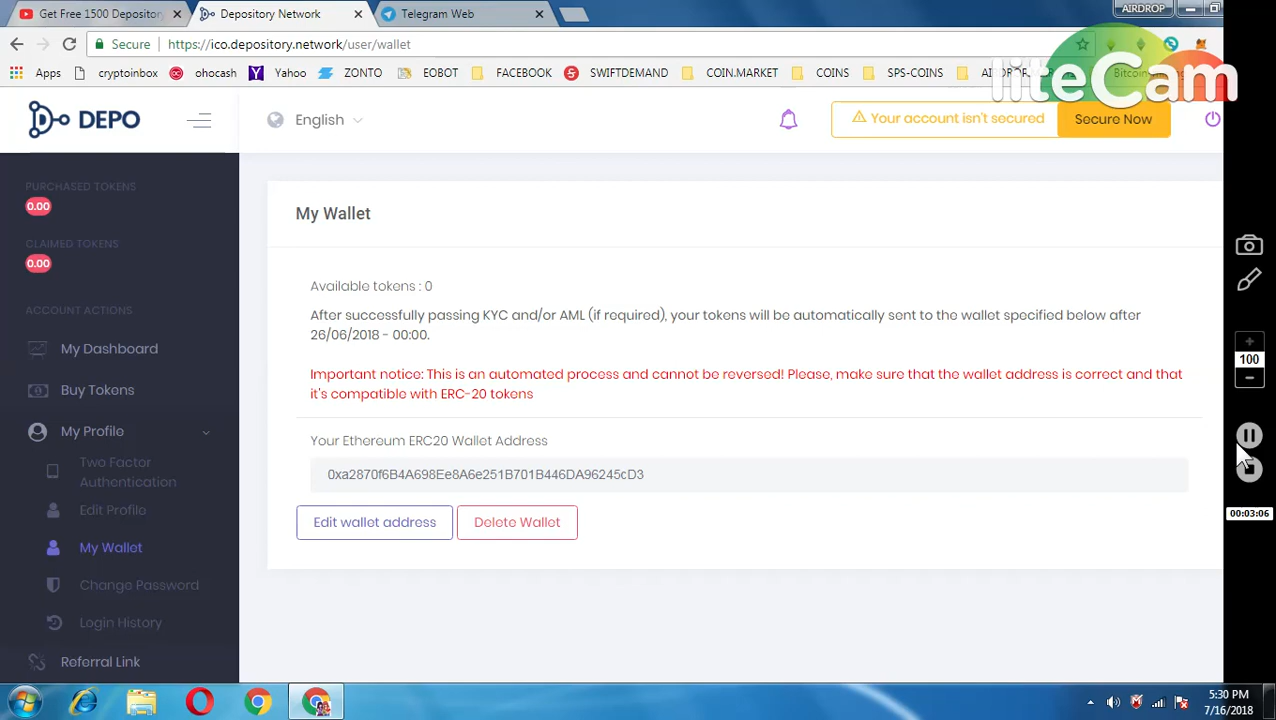 Get Free 1500 Depositor
Depository Network
Telegram Web
AIRDROP
Secure
https://ico.depository.network/user/wallet
Apps
cryptoinbox
ohocash
Yahoo
ZONTO
EOBOT
FACEBOOK
SWIFTDEMAND
COIN.MARKET
COINS
SPS-COINS
liteCam
DEPO
English
Your account isn't secured
Secure Now
PURCHASED TOKENS
0.00
CLAIMED TOKENS
0.00
ACCOUNT ACTIONS
My Dashboard
Buy Tokens
My Profile
Two Factor
Authentication
Edit Profile
My Wallet
Change Password
Login History
Referral Link
My Wallet
Available tokens : 0
After successfully passing KYC and/or AML (if required), your tokens will be automatically sent to the wallet specified below after
26/06/2018 - 00:00.
Important notice: This is an automated process and cannot be reversed! Please, make sure that the wallet address is correct and that
it's compatible with ERC-20 tokens
Your Ethereum ERC20 Wallet Address
0xa2870f6B4A698Ee8A6e251B701B446DA96245cD3
Edit wallet address
Delete Wallet
100
00:03:06
5:30 PM
7/16/2018